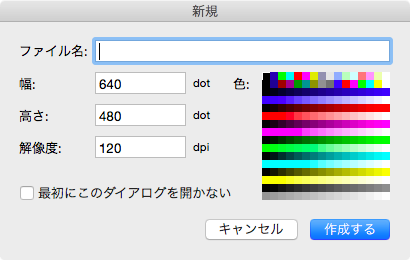 新規
ファイル名:
幅: 640 dot 色:
高さ: 480 dot
解像度: 120 dpi
最初にこのダイアログを開かない
キャンセル 作成する